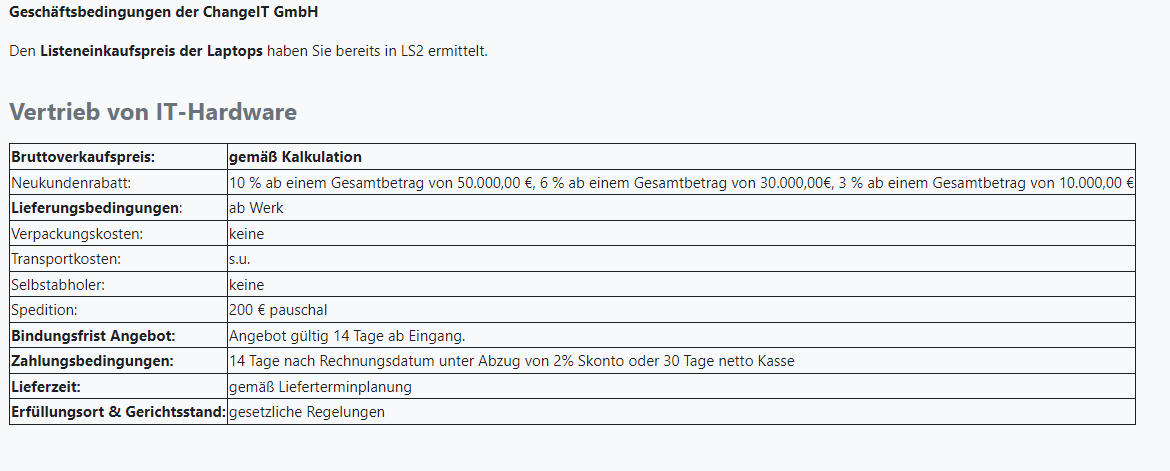 Geschäftsbedingungen der ChangeIT GmbH
Den Listeneinkaufspreis der Laptops haben Sie bereits in LS2 ermittelt.
Vertrieb von IT-Hardware
Bruttoverkaufspreis: gemäß Kalkulation
Neukundenrabatt: 10 % ab einem Gesamtbetrag von 50.000,00 €, 6 % ab einem Gesamtbetrag von 30.000,00€, 3 % ab einem Gesamtbetrag von 10.000,00 €
Lieferungsbedingungen: ab Werk
Verpackungskosten: keine
Transportkosten: s.u.
Selbstabholer: keine
Spedition: 200 € pauschal
Bindungsfrist Angebot: Angebot gültig 14 Tage ab Eingang.
Zahlungsbedingungen: 14 Tage nach Rechnungsdatum unter Abzug von 2% Skonto oder 30 Tage netto Kasse
Lieferzeit: gemäß Lieferterminplanung
Erfüllungsort & Gerichtsstand: gesetzliche Regelungen